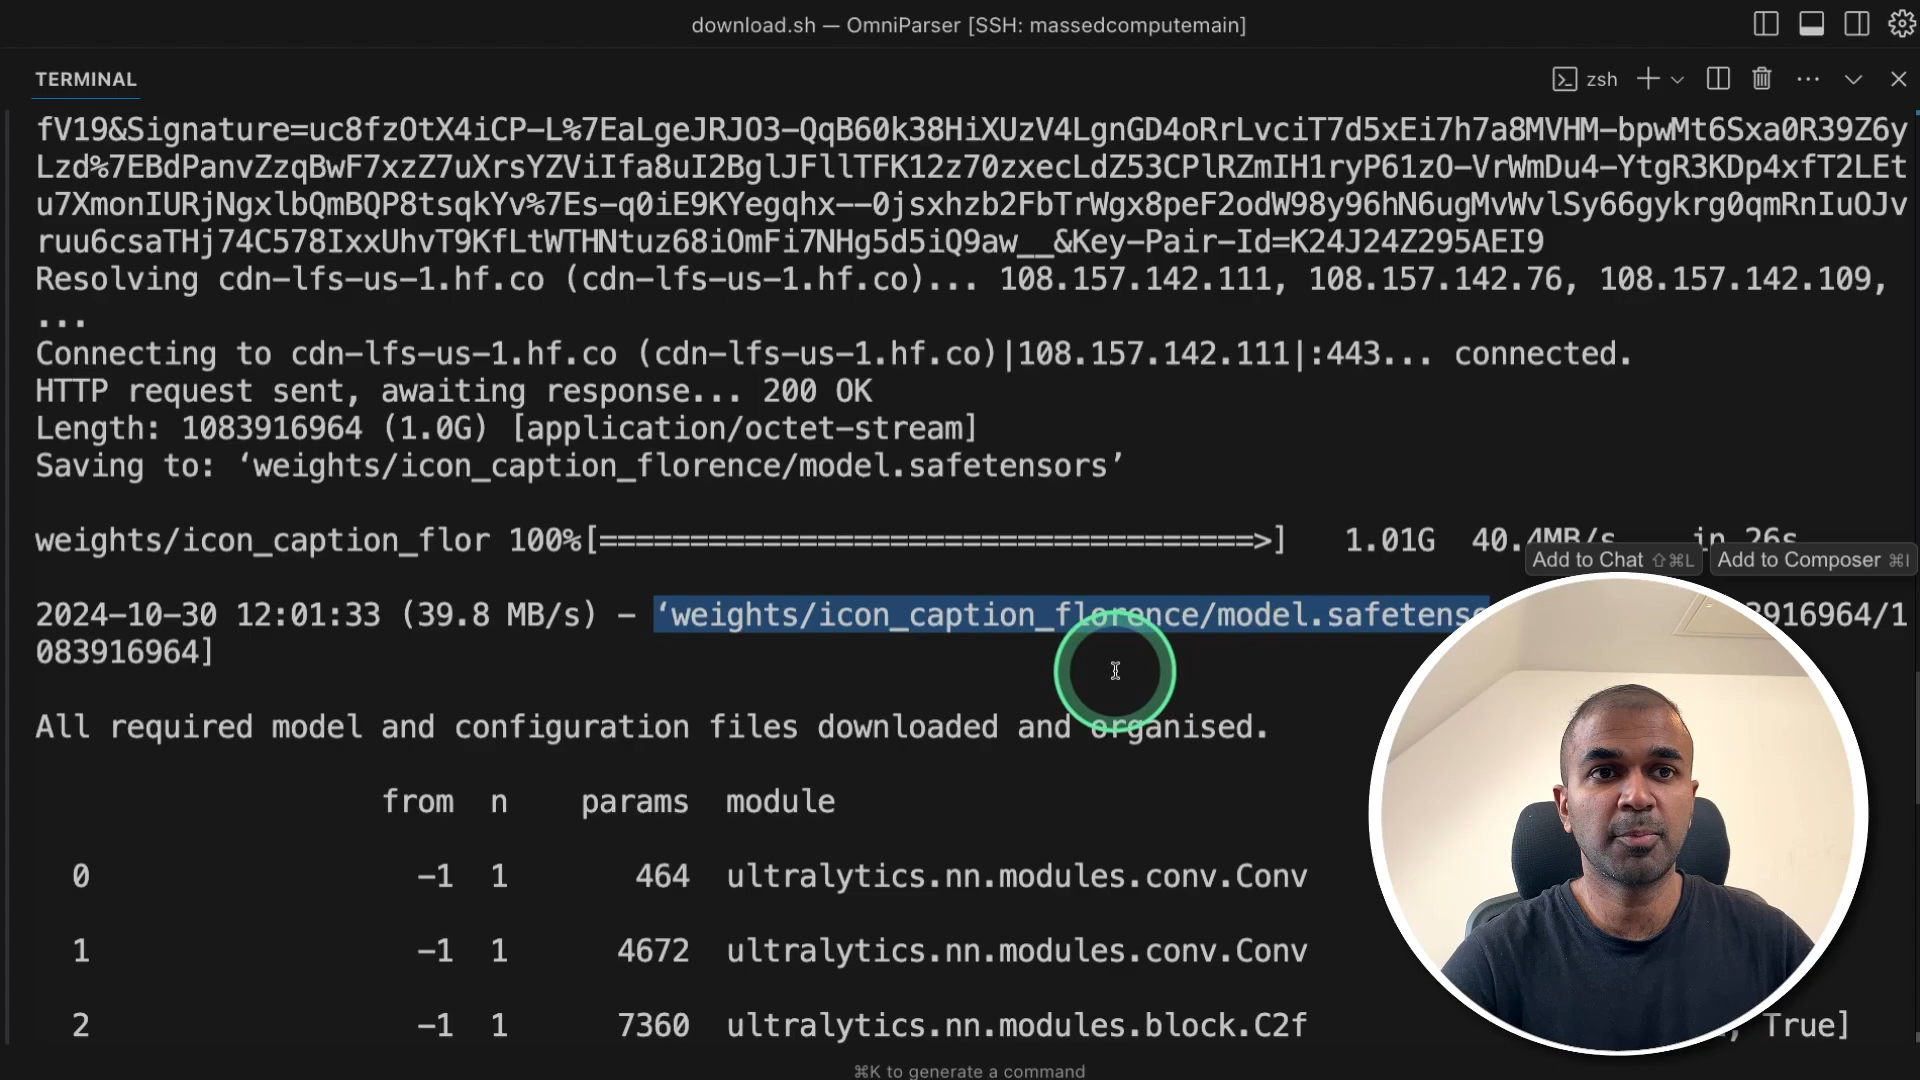 download.sh — OmniParser [SSH: massedcomputemain]
TERMINAL
zsh
fV19&Signature=uc8fzOtX4iCP-L%7EaLgeJRJO3-QqB60k38HiXUzV4LgnGD4oRrLvciT7d5xEi7h7a8MVHM-bpwMt6Sxa0R39Z6y
Lzd%7EBdPanvZzqBwF7xzZ7uXrsYZViIfa8uI2BglJFllTFK12z70zxecLdZ53CPlRZmIH1ryP61zO-VrWmDu4-YtgR3KDp4xfT2LEt
u7XmonIURjNgxlbQmBQP8tsqkYv%7Es-q0iE9KYegqhx--0jsxhzb2FbTrWgx8peF2odW98y96hN6ugMvWvlSy66gykrg0qmRnIuOJv
ruu6csaTHj74C578IxxUhvT9KfLtWTHNtuz68iOmFi7NHg5d5iQ9aw__&Key-Pair-Id=K24J24Z295AEI9
Resolving cdn-lfs-us-1.hf.co (cdn-lfs-us-1.hf.co)... 108.157.142.111, 108.157.142.76, 108.157.142.109,
...
Connecting to cdn-lfs-us-1.hf.co (cdn-lfs-us-1.hf.co)|108.157.142.111|:443... connected.
HTTP request sent, awaiting response... 200 OK
Length: 1083916964 (1.0G) [application/octet-stream]
Saving to: ‘weights/icon_caption_florence/model.safetensors’
weights/icon_caption_flor 100%[====================================>] 1.01G 40.4MB/s in 26s
Add to Chat ⇧⌘L Add to Composer ⌘I
2024-10-30 12:01:33 (39.8 MB/s) - ‘weights/icon_caption_florence/model.safetense 3916964/1
083916964]
All required model and configuration files downloaded and organised.
from n params module
0 -1 1 464 ultralytics.nn.modules.conv.Conv
1 -1 1 4672 ultralytics.nn.modules.conv.Conv
2 -1 1 7360 ultralytics.nn.modules.block.C2f , True]
⌘K to generate a command